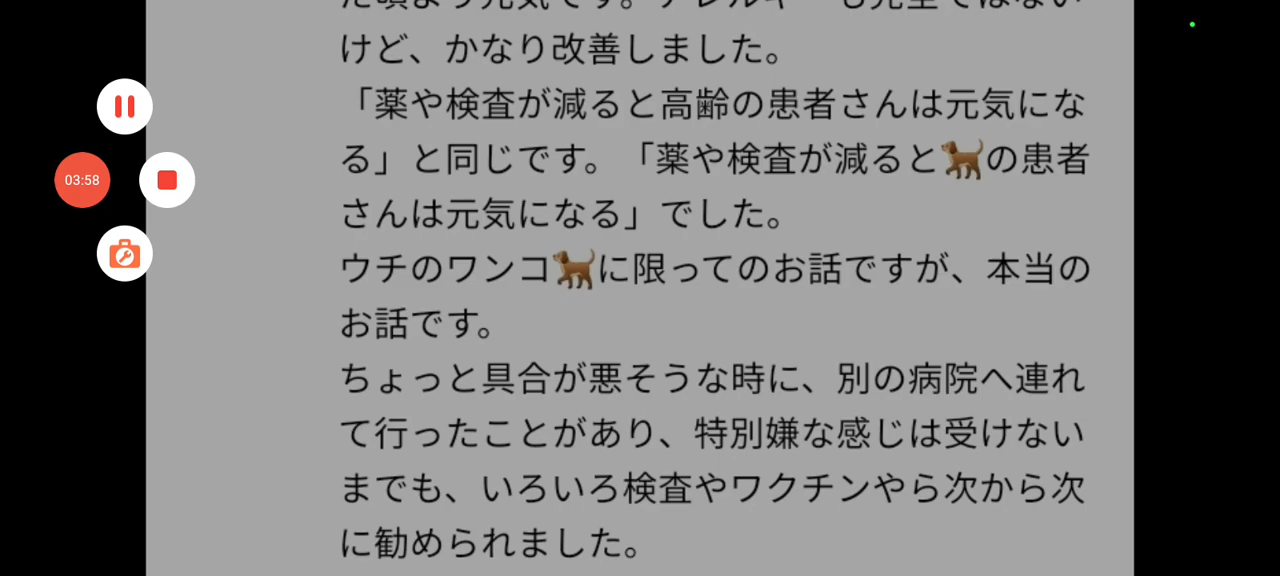 けど、かなり改善しました。
「薬や検査が減ると高齢の患者さんは元気にな
る」と同じです。「薬や検査が減ると🐕の患者
さんは元気になる」でした。
ウチのワンコ🐕に限ってのお話ですが、本当の
お話です。
ちょっと具合が悪そうな時に、別の病院へ連れ
て行ったことがあり、特別嫌な感じは受けない
までも、いろいろ検査やワクチンやら次から次
に勧められました。
03:58